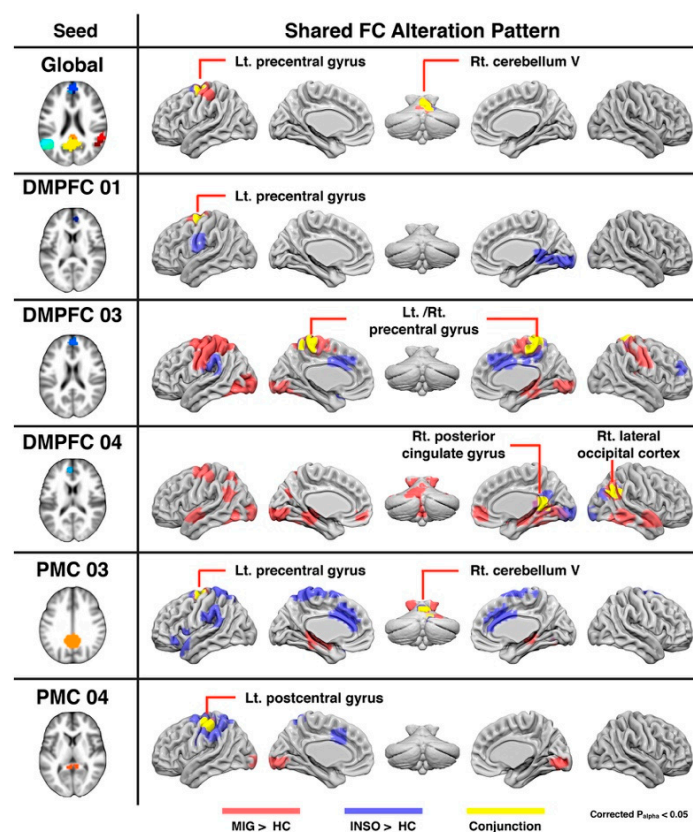 Seed
Shared FC Alteration Pattern
Global
Lt. precentral gyrus
Rt. cerebellum V
DMPFC 01
Lt. precentral gyrus
DMPFC 03
Lt. /Rt.
precentral gyrus
DMPFC 04
Rt. posterior
cingulate gyrus
Rt. lateral
occipital cortex
PMC 03
Lt. precentral gyrus
Rt. cerebellum V
PMC 04
Lt. postcentral gyrus
MIG > HC
INSO > HC
Conjunction
Corrected Palpha < 0.05